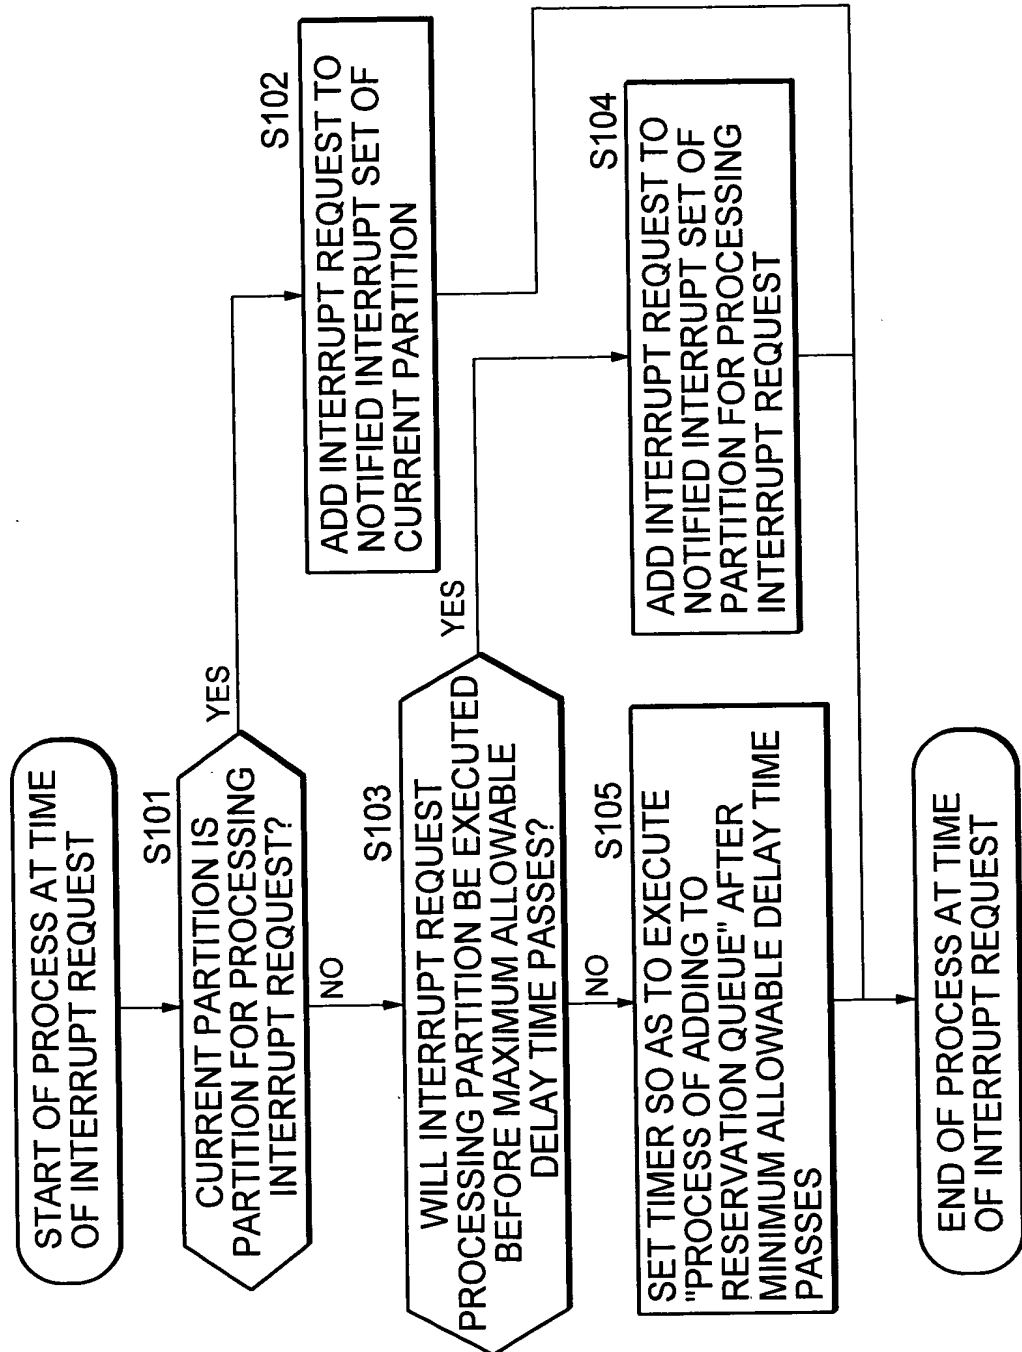 START OF PROCESS AT TIME
OF INTERRUPT REQUEST
S101
CURRENT PARTITION IS
PARTITION FOR PROCESSING
INTERRUPT REQUEST?
YES
NO
S102
ADD INTERRUPT REQUEST TO
NOTIFIED INTERRUPT SET OF
CURRENT PARTITION
S103
WILL INTERRUPT REQUEST
PROCESSING PARTITION BE EXECUTED
BEFORE MAXIMUM ALLOWABLE
DELAY TIME PASSES?
YES
NO
S104
ADD INTERRUPT REQUEST TO
NOTIFIED INTERRUPT SET OF
PARTITION FOR PROCESSING
INTERRUPT REQUEST
S105
SET TIMER SO AS TO EXECUTE
"PROCESS OF ADDING TO
RESERVATION QUEUE" AFTER
MINIMUM ALLOWABLE DELAY TIME
PASSES
END OF PROCESS AT TIME
OF INTERRUPT REQUEST